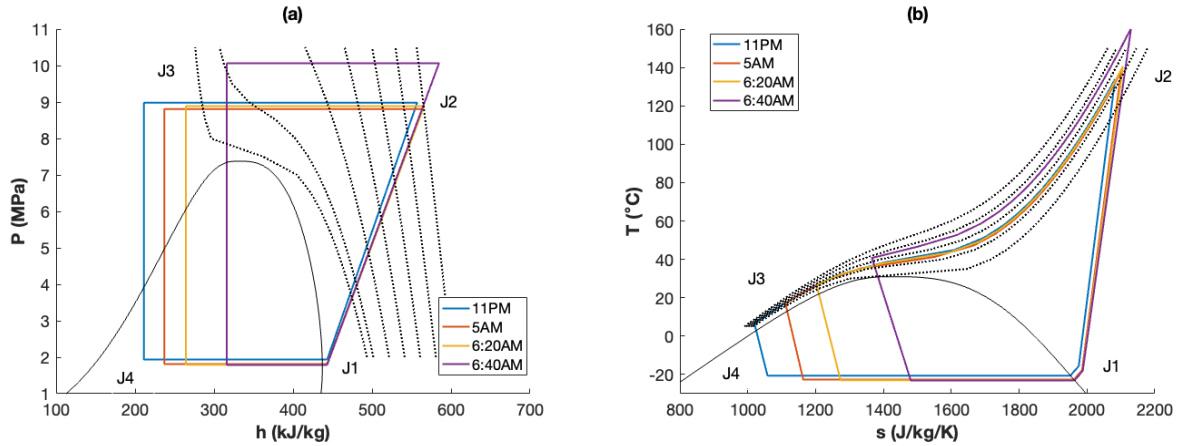 (a)
P (MPa)
11
10
9
8
7
6
5
4
3
2
1
J3
J2
J4
J1
11PM
5AM
6:20AM
6:40AM
100
200
300
400
500
600
700
h (kJ/kg)
(b)
T (°C)
160
140
120
100
80
60
40
20
0
-20
11PM
5AM
6:20AM
6:40AM
J2
J3
J4
J1
800
1000
1200
1400
1600
1800
2000
2200
s (J/kg/K)